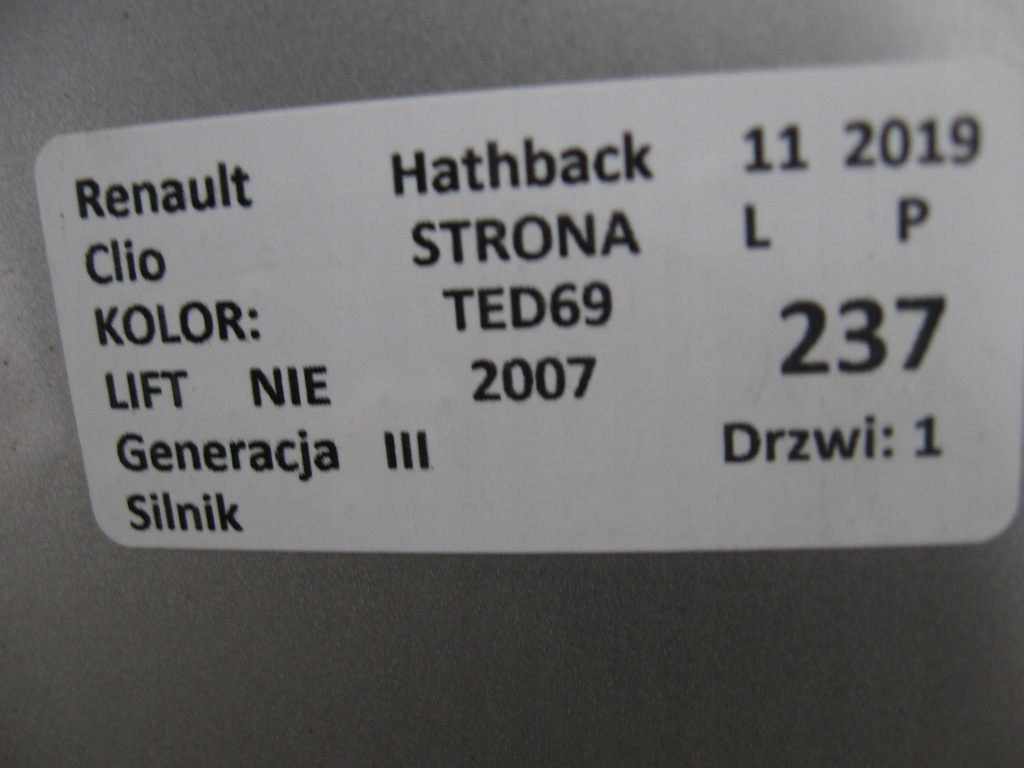 Renault Hathback 11 2019
Clio STRONA L P
KOLOR: TED69 237
LIFT NIE 2007
Generacja III Drzwi: 1
Silnik